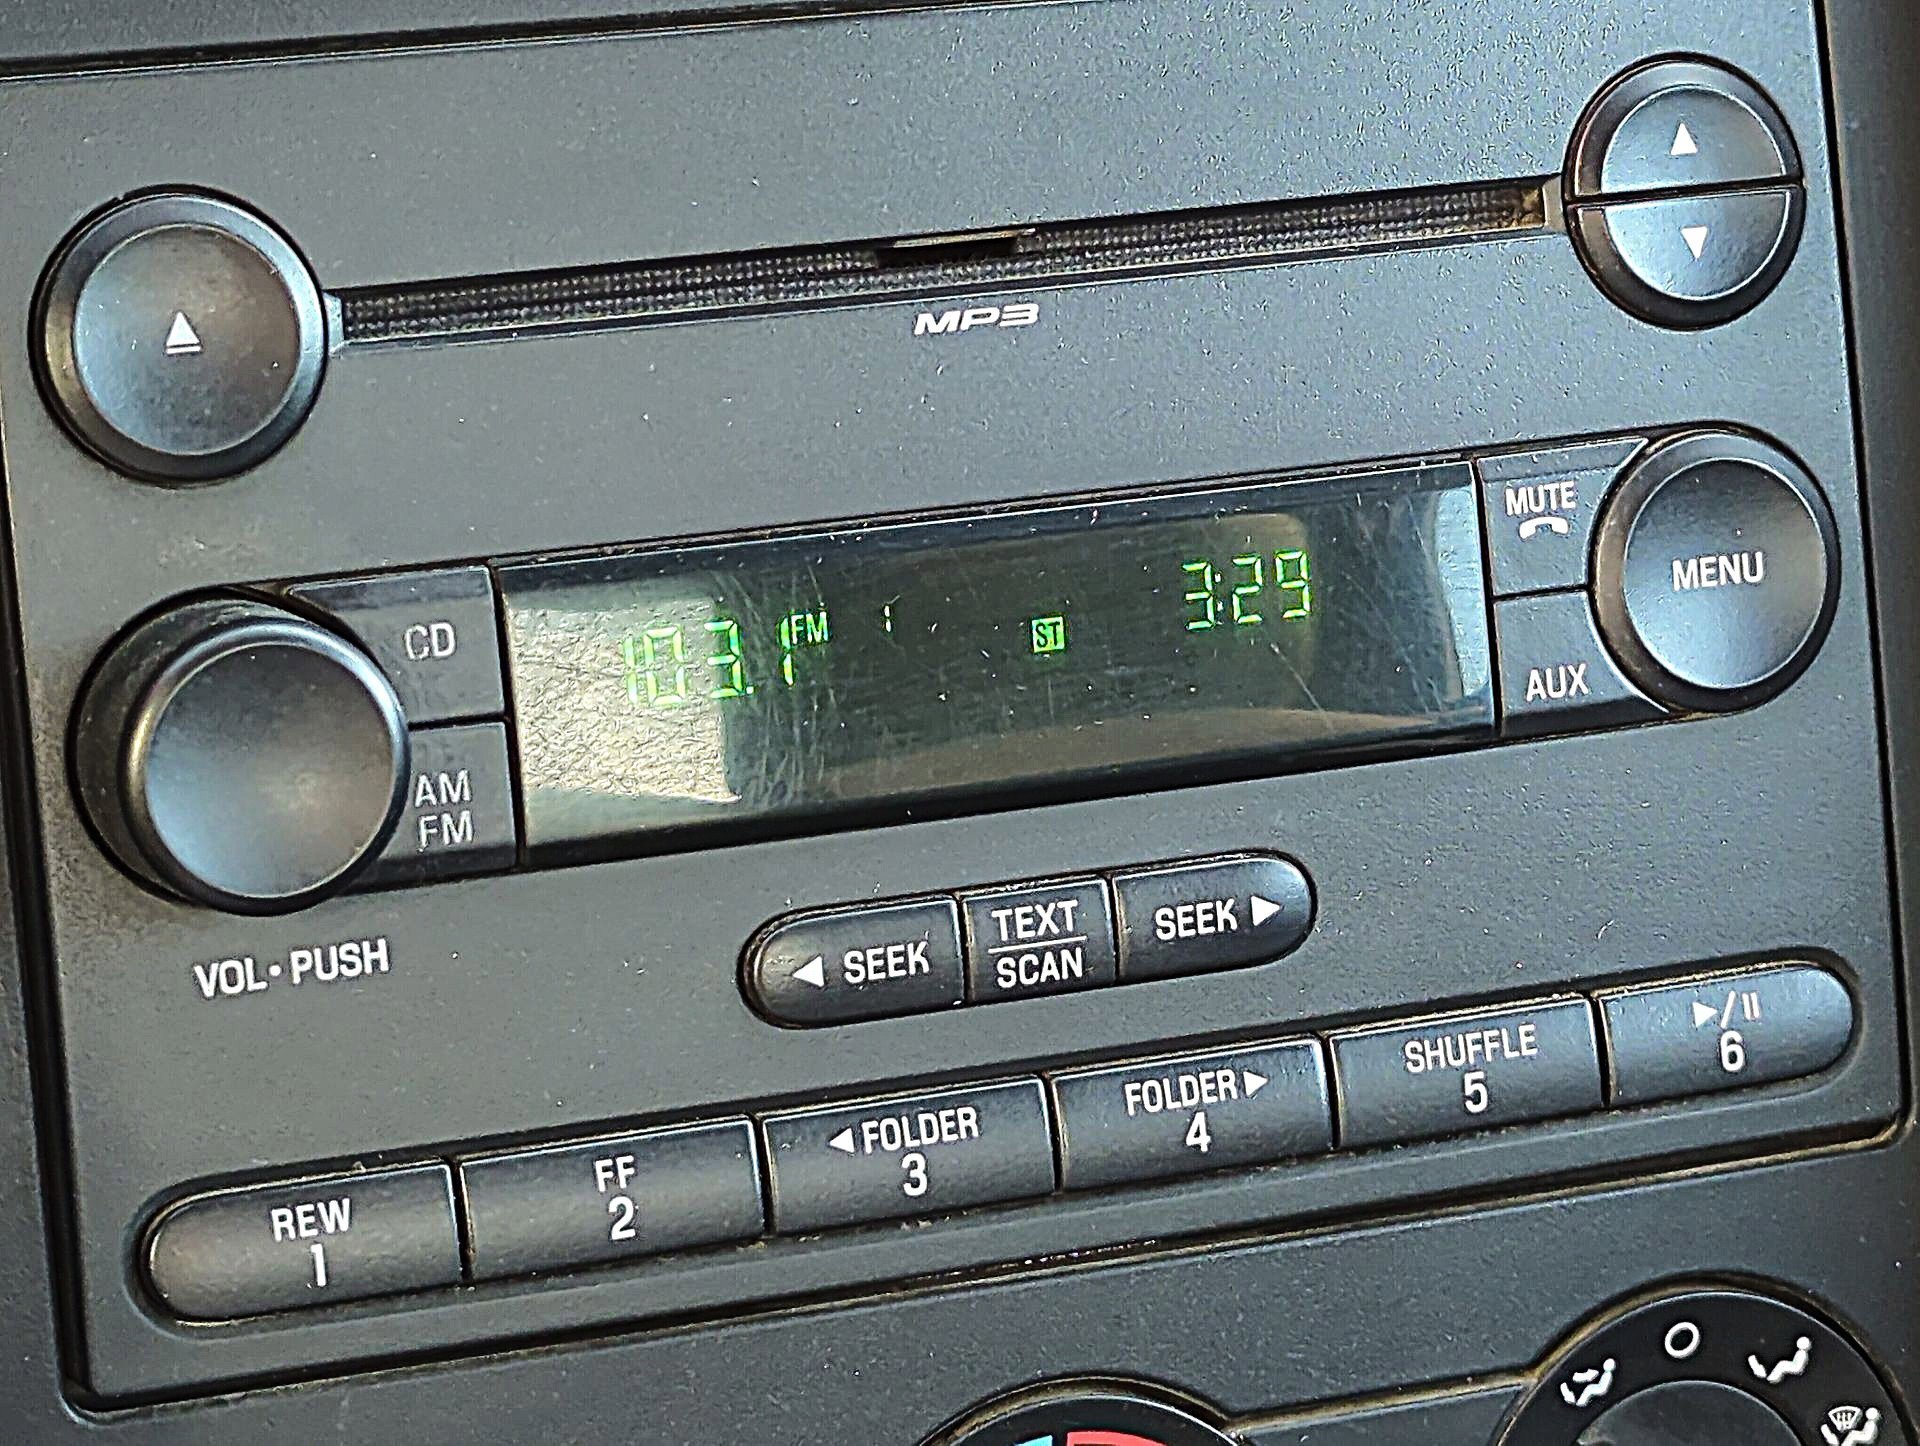 MP3
MUTE
MENU
CD
103.1 FM 1 ST 3:29
AUX
AM
FM
VOL•PUSH
◀ SEEK
TEXT
SCAN
SEEK ▶
REW
1
FF
2
◀FOLDER
3
FOLDER▶
4
SHUFFLE
5
▶/II
6